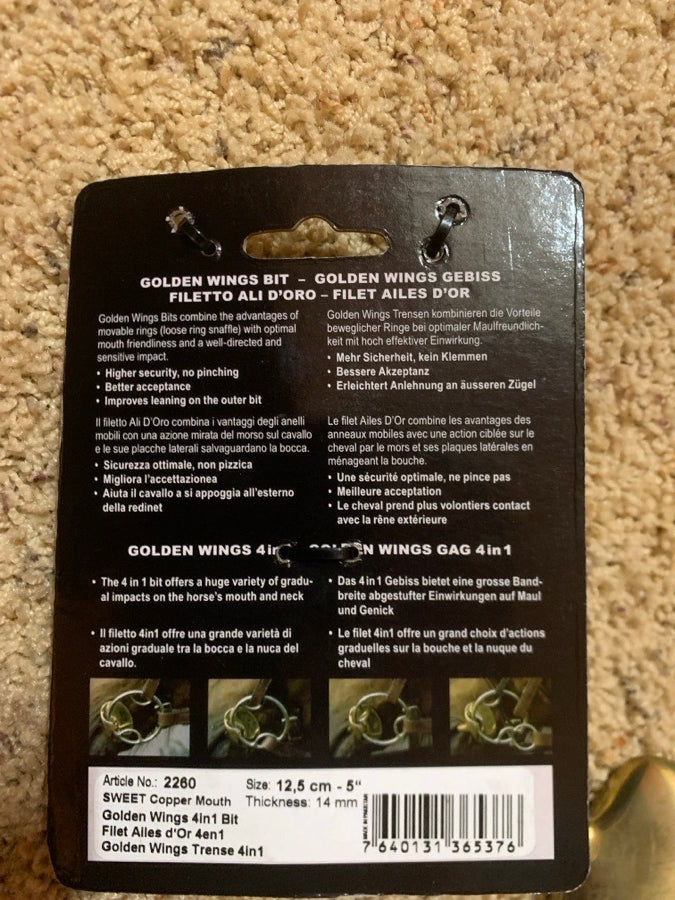 GOLDEN WINGS BIT – GOLDEN WINGS GEBISS
FILETTO ALI D'ORO – FILET AILES D'OR
Golden Wings Bits combine the advantages of
movable rings (loose ring snaffle) with optimal
mouth friendliness and a well-directed and
sensitive impact.
• Higher security, no pinching
• Better acceptance
• Improves leaning on the outer bit
Golden Wings Trensen kombinieren die Vorteile
beweglicher Ringe bei optimaler Maulfreundlich-
keit mit hoch effektiver Einwirkung.
• Mehr Sicherheit, kein Klemmen
• Bessere Akzeptanz
• Erleichtert Anlehnung an äusseren Zügel
Il filetto Ali D'Oro combina i vantaggi degli anelli
mobili con una azione mirata del morso sul cavallo
e le sue placche laterali salvaguardano la bocca.
• Sicurezza ottimale, non pizzica
• Migliora l'accettazionea
• Aiuta il cavallo a si appoggia all'esterno
della redinet
Le filet Ailes D'Or combine les avantages des
anneaux mobiles avec une action ciblée sur le
cheval par le mors et ses plaques latérales en
ménageant la bouche.
• Une sécurité optimale, ne pince pas
• Meilleure acceptation
• Le cheval prend plus volontiers contact
avec la rêne extérieure
GOLDEN WINGS WINGS GAG 4in1
• The 4 in 1 bit offers a huge variety of gradu-
al impacts on the horse's mouth and neck
• Das 4in1 Gebiss bietet eine grosse Band-
breite abgestufter Einwirkungen auf Maul
und Genick
• Il filetto 4in1 offre una grande varietà di
azioni graduale tra la bocca e la nuca del
cavallo.
• Le filet 4in1 offre un grand choix d'actions
graduelles sur la bouche et la nuque du
cheval
Article No.: 2260 Size: 12,5 cm - 5"
SWEET Copper Mouth Thickness: 14 mm
Golden Wings 4in1 Bit
Filet Ailes d'Or 4en1
Golden Wings Trense 4in1
MADE IN PAKISTAN
7 640131 365376